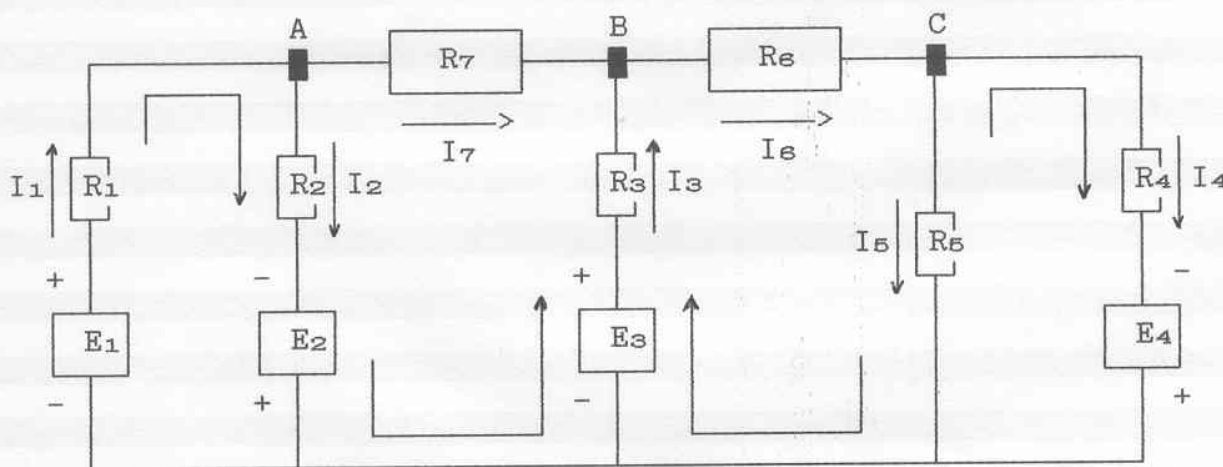 A B C
R7 R6
I7 I6
I1 R1 R2 I2 R3 I3 I5 R5 R4 I4
+ - + -
E1 E2 E3 E4
- + - +